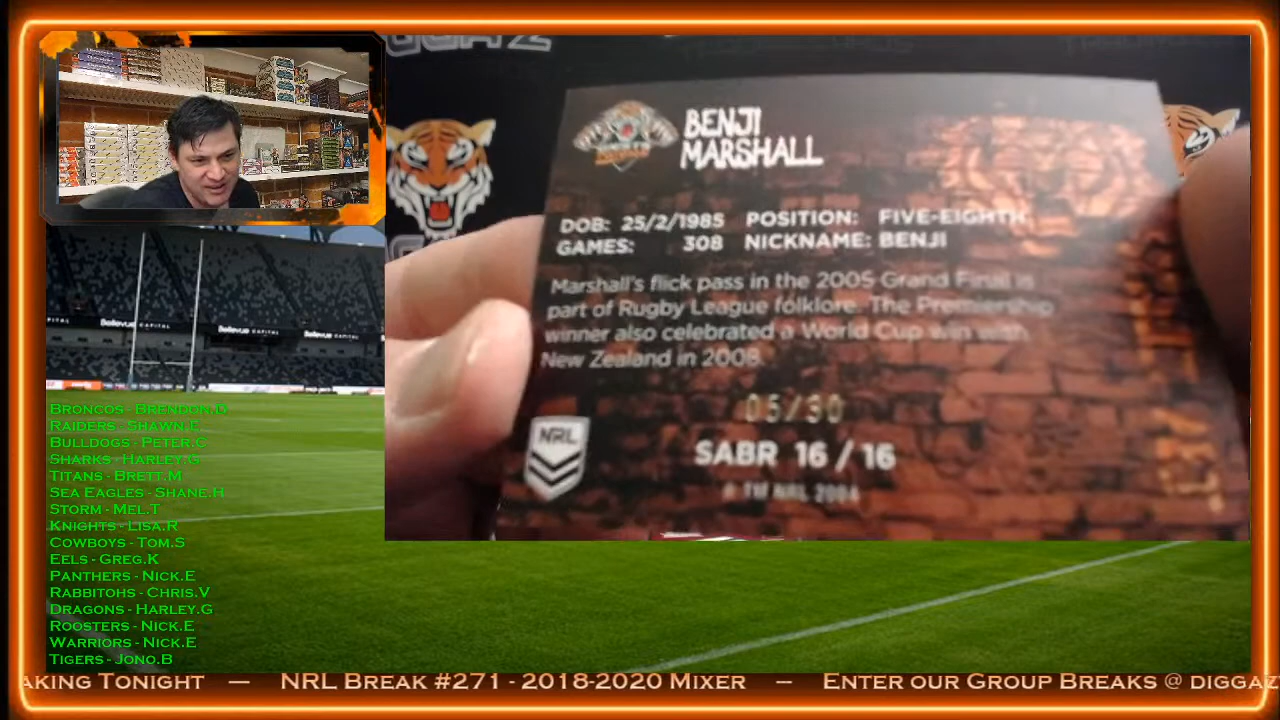 BENJI
MARSHALL
DOB: 25/2/1985 POSITION: FIVE-EIGHTH
GAMES: 308 NICKNAME: BENJI
Marshall's flick pass in the 2005 Grand Final is
part of Rugby League folklore. The Premiership
winner also celebrated a World Cup win with
New Zealand in 2008.
05/30
NRL
SABR 16 / 16
Bellevue CAPITAL
Bellevue CAPITAL
Broncos - Brendon.D
Raiders - Shawn.E
Bulldogs - Peter.C
Sharks - Harley.G
Titans - Brett.M
Sea Eagles - Shane.H
Storm - Mel.T
Knights - Lisa.R
Cowboys - Tom.S
Eels - Greg.K
Panthers - Nick.E
Rabbitohs - Chris.V
Dragons - Harley.G
Roosters - Nick.E
Warriors - Nick.E
Tigers - Jono.B
aking Tonight — NRL Break #271 - 2018-2020 Mixer — Enter our Group Breaks @ diggaz